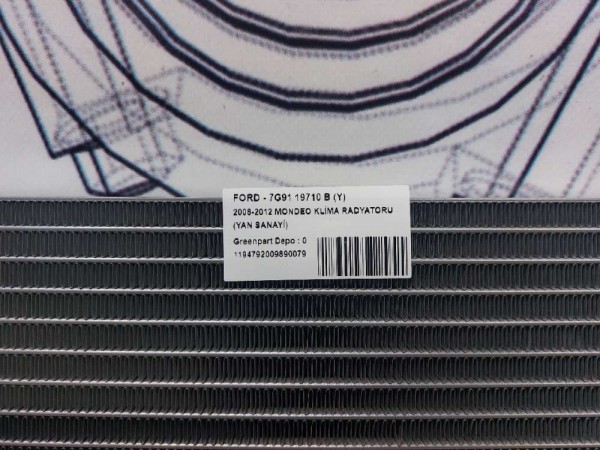 FORD - 7G91 19710 B (Y)
2008-2012 MONDEO KLİMA RADYATORU
(YAN SANAYİ)
Greenpart Depo : 0
1194792009890079